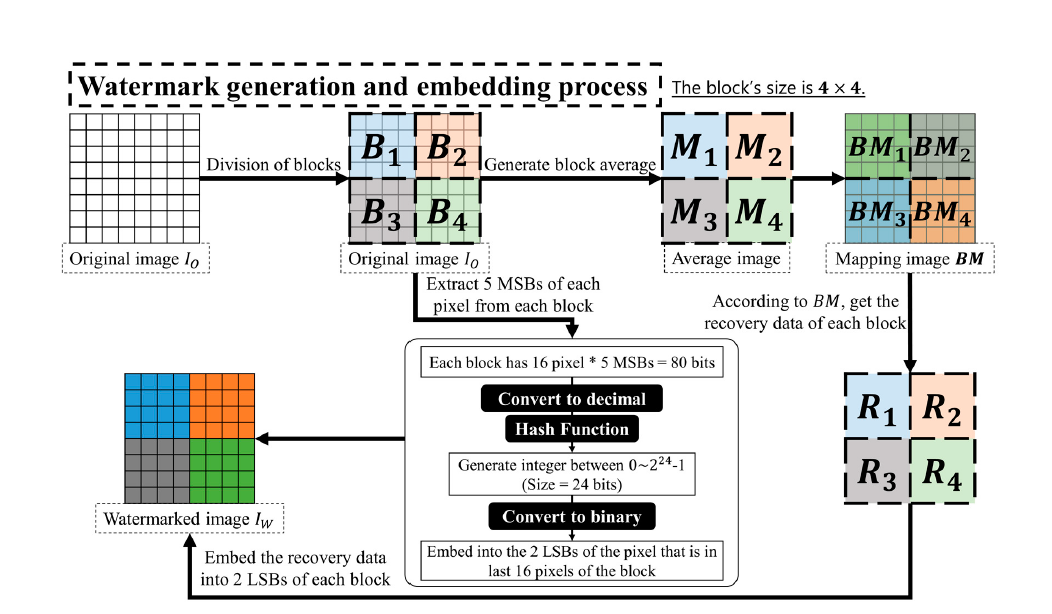 Watermark generation and embedding process
The block's size is 4 × 4.
Division of blocks
B₁ B₂
B₃ B₄
Generate block average
M₁ M₂
M₃ M₄
BM₁ BM₂
BM₃ BM₄
Original image I_O
Original image I_O
Average image
Mapping image BM
Extract 5 MSBs of each
pixel from each block
According to BM, get the
recovery data of each block
Each block has 16 pixel * 5 MSBs = 80 bits
Convert to decimal
Hash Function
Generate integer between 0~2²⁴-1
(Size = 24 bits)
Convert to binary
Embed into the 2 LSBs of the pixel that is in
last 16 pixels of the block
R₁ R₂
R₃ R₄
Watermarked image I_W
Embed the recovery data
into 2 LSBs of each block